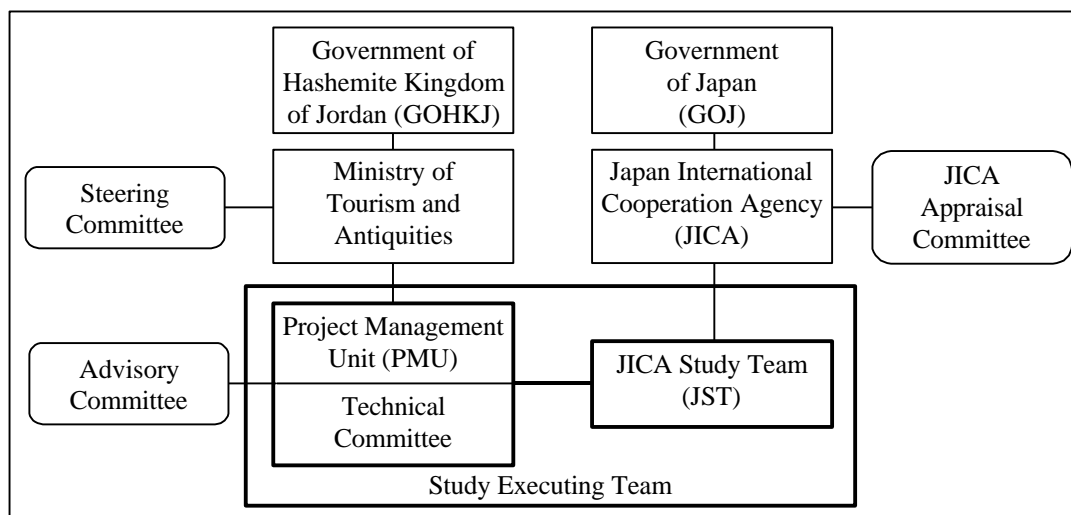 Government of
Hashemite Kingdom
of Jordan (GOHKJ)
Government
of Japan
(GOJ)
Steering
Committee
Ministry of
Tourism and
Antiquities
Japan International
Cooperation Agency
(JICA)
JICA
Appraisal
Committee
Advisory
Committee
Project Management
Unit (PMU)
Technical
Committee
JICA Study Team
(JST)
Study Executing Team